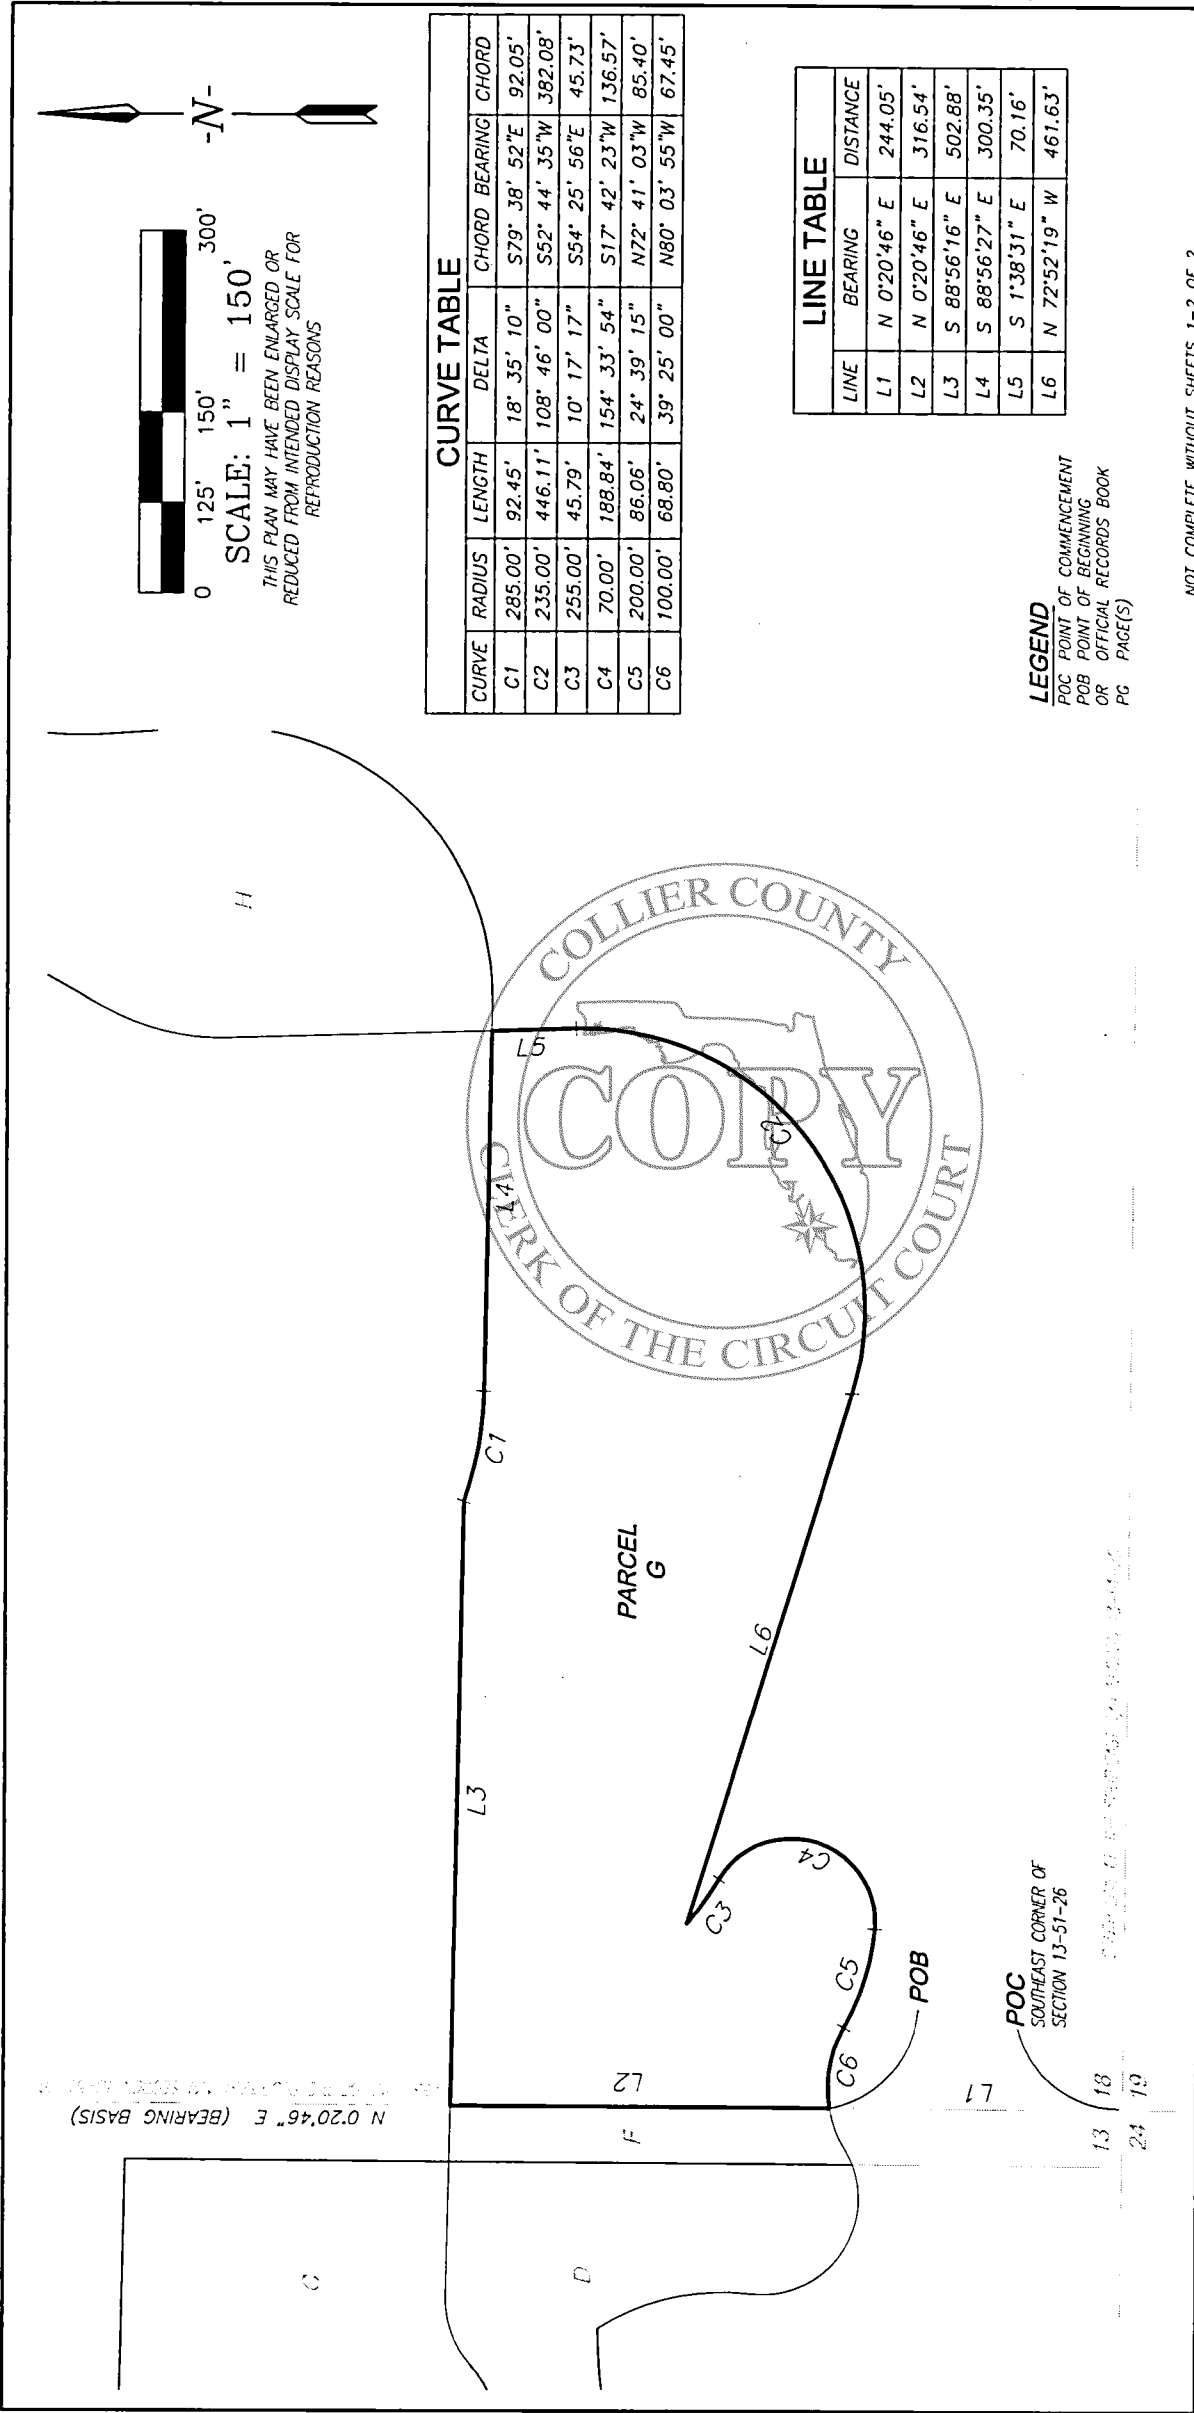 -N-
0 125' 150' 300'
SCALE: 1" = 150'
THIS PLAN MAY HAVE BEEN ENLARGED OR
REDUCED FROM INTENDED DISPLAY SCALE FOR
REPRODUCTION REASONS
CURVE TABLE
CURVE RADIUS LENGTH DELTA CHORD BEARING CHORD
C1 285.00' 92.45' 18° 35' 10" S79° 38' 52"E 92.05'
C2 235.00' 446.11' 108° 46' 00" S52° 44' 35"W 382.08'
C3 255.00' 45.79' 10° 17' 17" S54° 25' 56"E 45.73'
C4 70.00' 188.84' 154° 33' 54" S17° 42' 23"W 136.57'
C5 200.00' 86.06' 24° 39' 15" N72° 41' 03"W 85.40'
C6 100.00' 68.80' 39° 25' 00" N80° 03' 55"W 67.45'
LINE TABLE
LINE BEARING DISTANCE
L1 N 0°20'46" E 244.05'
L2 N 0°20'46" E 316.54'
L3 S 88°56'16" E 502.88'
L4 S 88°56'27" E 300.35'
L5 S 1°38'31" E 70.16'
L6 N 72°52'19" W 461.63'
LEGEND
POC POINT OF COMMENCEMENT
POB POINT OF BEGINNING
OR OFFICIAL RECORDS BOOK
PG PAGE(S)
NOT COMPLETE WITHOUT SHEETS 1-2 OF 2
N 0°20'46" E (BEARING BASIS)
C
D
F
H
L2
L3
C1
L4
L5
C2
L6
C3
C4
C5
C6
L1
PARCEL
G
POB
POC
SOUTHEAST CORNER OF
SECTION 13-51-26
13 18
24 19
COLLIER COUNTY
COPY
CLERK OF THE CIRCUIT COURT